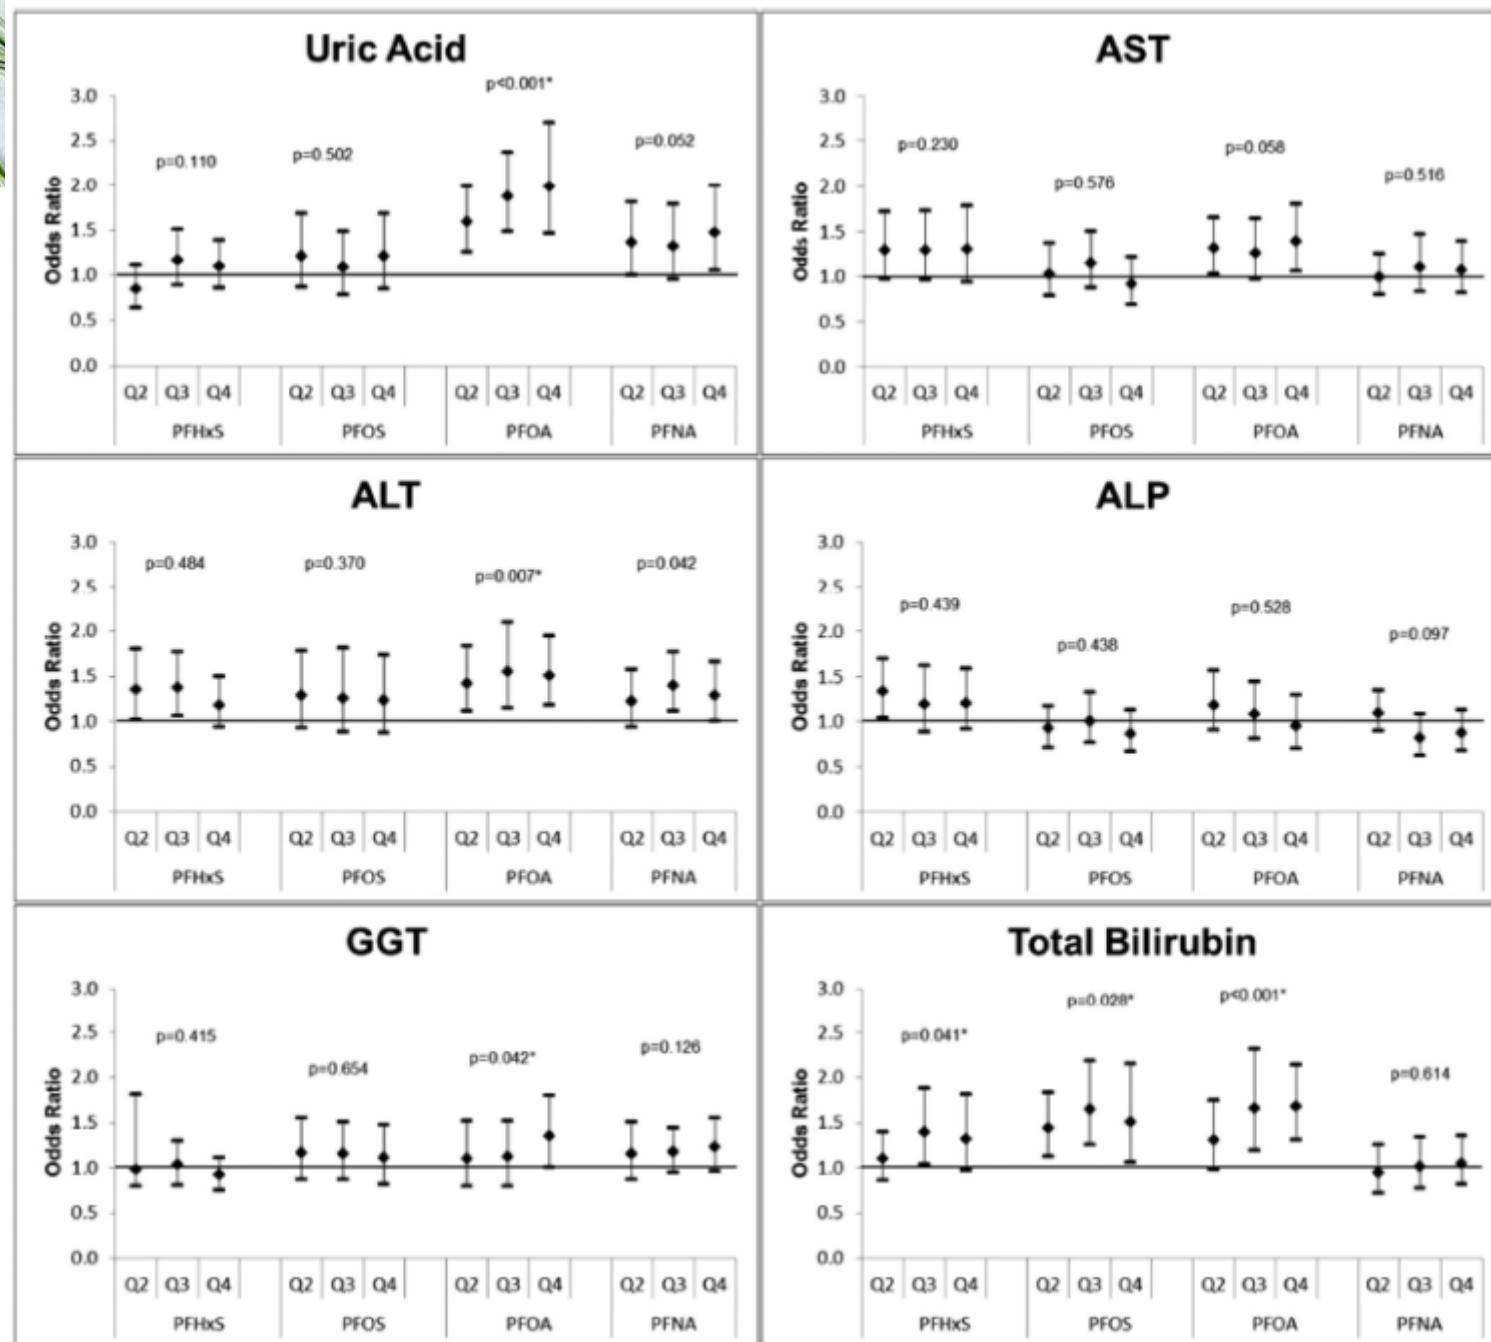 Uric Acid
p<0.001*
p=0.110
p=0.502
p=0.052
Odds Ratio
3.0
2.5
2.0
1.5
1.0
0.5
0.0
Q2 Q3 Q4 Q2 Q3 Q4 Q2 Q3 Q4 Q2 Q3 Q4
PFHxS PFOS PFOA PFNA
AST
p=0.230
p=0.576
p=0.058
p=0.516
Odds Ratio
3.0
2.5
2.0
1.5
1.0
0.5
0.0
Q2 Q3 Q4 Q2 Q3 Q4 Q2 Q3 Q4 Q2 Q3 Q4
PFHxS PFOS PFOA PFNA
ALT
p=0.484
p=0.370
p=0.007*
p=0.042
Odds Ratio
3.0
2.5
2.0
1.5
1.0
0.5
0.0
Q2 Q3 Q4 Q2 Q3 Q4 Q2 Q3 Q4 Q2 Q3 Q4
PFHxS PFOS PFOA PFNA
ALP
p=0.439
p=0.438
p=0.528
p=0.097
Odds Ratio
3.0
2.5
2.0
1.5
1.0
0.5
0.0
Q2 Q3 Q4 Q2 Q3 Q4 Q2 Q3 Q4 Q2 Q3 Q4
PFHxS PFOS PFOA PFNA
GGT
p=0.415
p=0.654
p=0.042*
p=0.126
Odds Ratio
3.0
2.5
2.0
1.5
1.0
0.5
0.0
Q2 Q3 Q4 Q2 Q3 Q4 Q2 Q3 Q4 Q2 Q3 Q4
PFHxS PFOS PFOA PFNA
Total Bilirubin
p=0.041*
p=0.028*
p<0.001*
p=0.614
Odds Ratio
3.0
2.5
2.0
1.5
1.0
0.5
0.0
Q2 Q3 Q4 Q2 Q3 Q4 Q2 Q3 Q4 Q2 Q3 Q4
PFHxS PFOS PFOA PFNA